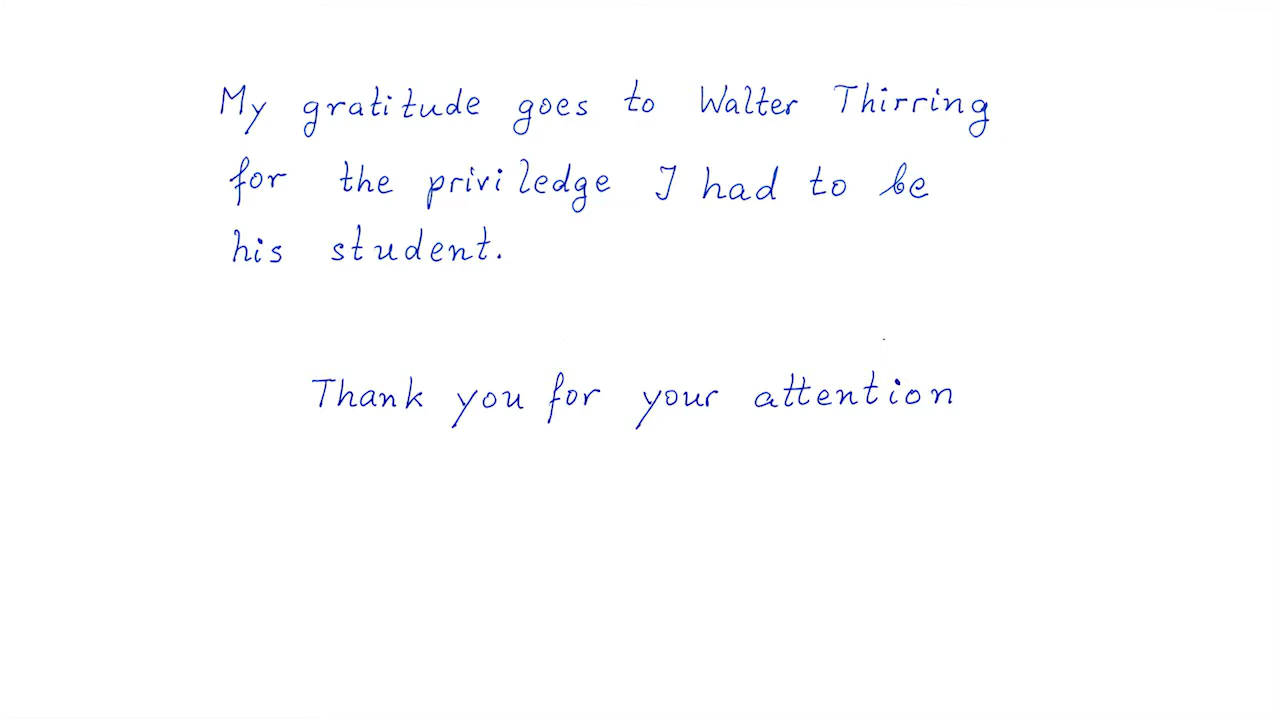 My gratitude goes to Walter Thirring
for the priviledge I had to be
his student.
Thank you for your attention